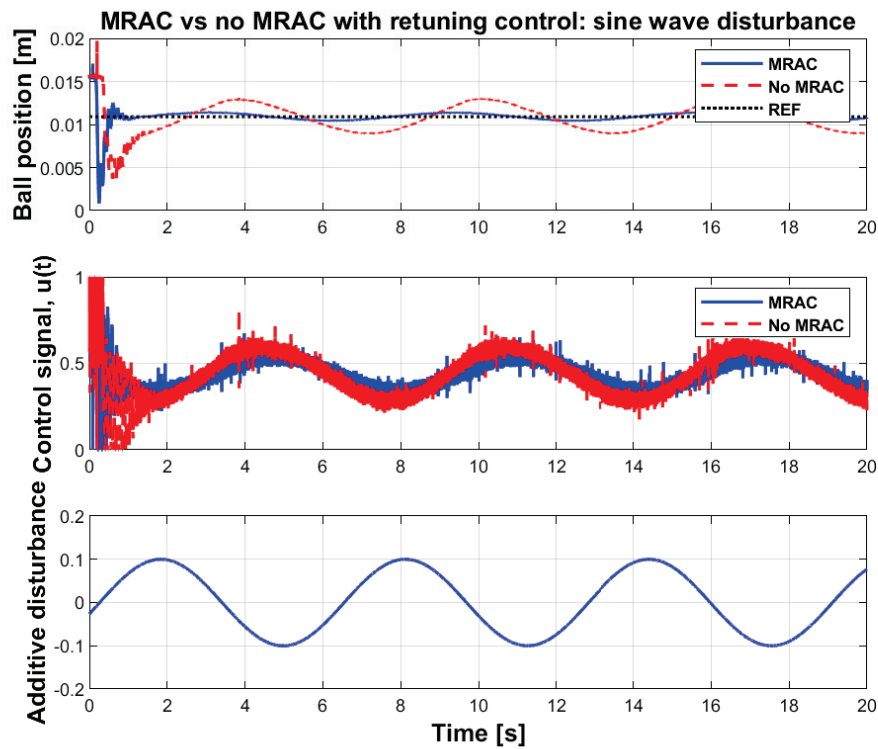 MRAC vs no MRAC with retuning control: sine wave disturbance
Ball position [m]
0.02
0.015
0.01
0.005
0
MRAC
No MRAC
REF
0 2 4 6 8 10 12 14 16 18 20
Control signal, u(t)
1
0.5
0
MRAC
No MRAC
0 2 4 6 8 10 12 14 16 18 20
Additive disturbance
0.2
0.1
0
-0.1
-0.2
0 2 4 6 8 10 12 14 16 18 20
Time [s]